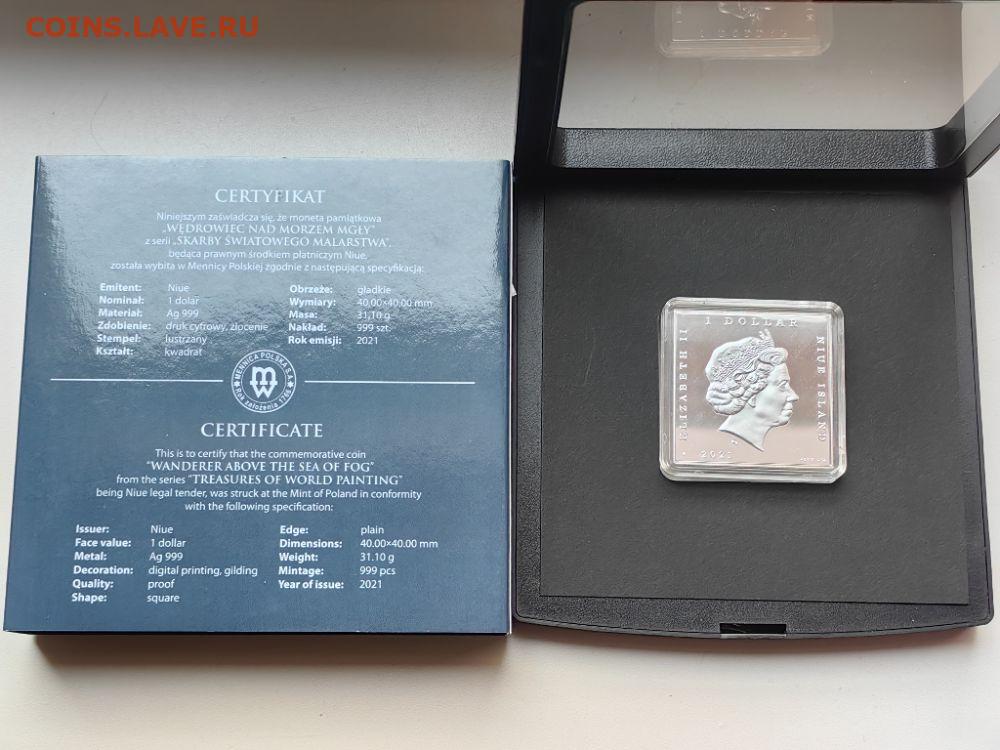 COINS.LAVE.RU
CERTYFIKAT
Niniejszym zaświadcza się, że moneta pamiątkowa
„WĘDROWIEC NAD MORZEM MGŁY”
z serii „SKARBY ŚWIATOWEGO MALARSTWA”,
będąca prawnym środkiem płatniczym Niue,
została wybita w Mennicy Polskiej zgodnie z następującą specyfikacją:
Emitent: Niue Obrzeże: gładkie
Nominał: 1 dolar Wymiary: 40.00×40.00 mm
Materiał: Ag 999 Masa: 31,10 g
Zdobienie: druk cyfrowy, złocenie Nakład: 999 szt.
Stempel: lustrzany Rok emisji: 2021
Kształt: kwadrat
MENNICA POLSKA S.A.
Rok założenia 1766
CERTIFICATE
This is to certify that the commemorative coin
“WANDERER ABOVE THE SEA OF FOG”
from the series “TREASURES OF WORLD PAINTING”
being Niue legal tender, was struck at the Mint of Poland in conformity
with the following specification:
Issuer: Niue Edge: plain
Face value: 1 dollar Dimensions: 40.00×40.00 mm
Metal: Ag 999 Weight: 31.10 g
Decoration: digital printing, gilding Mintage: 999 pcs
Quality: proof Year of issue: 2021
Shape: square
1 DOLLAR
ELIZABETH II
NIUE ISLAND
2021